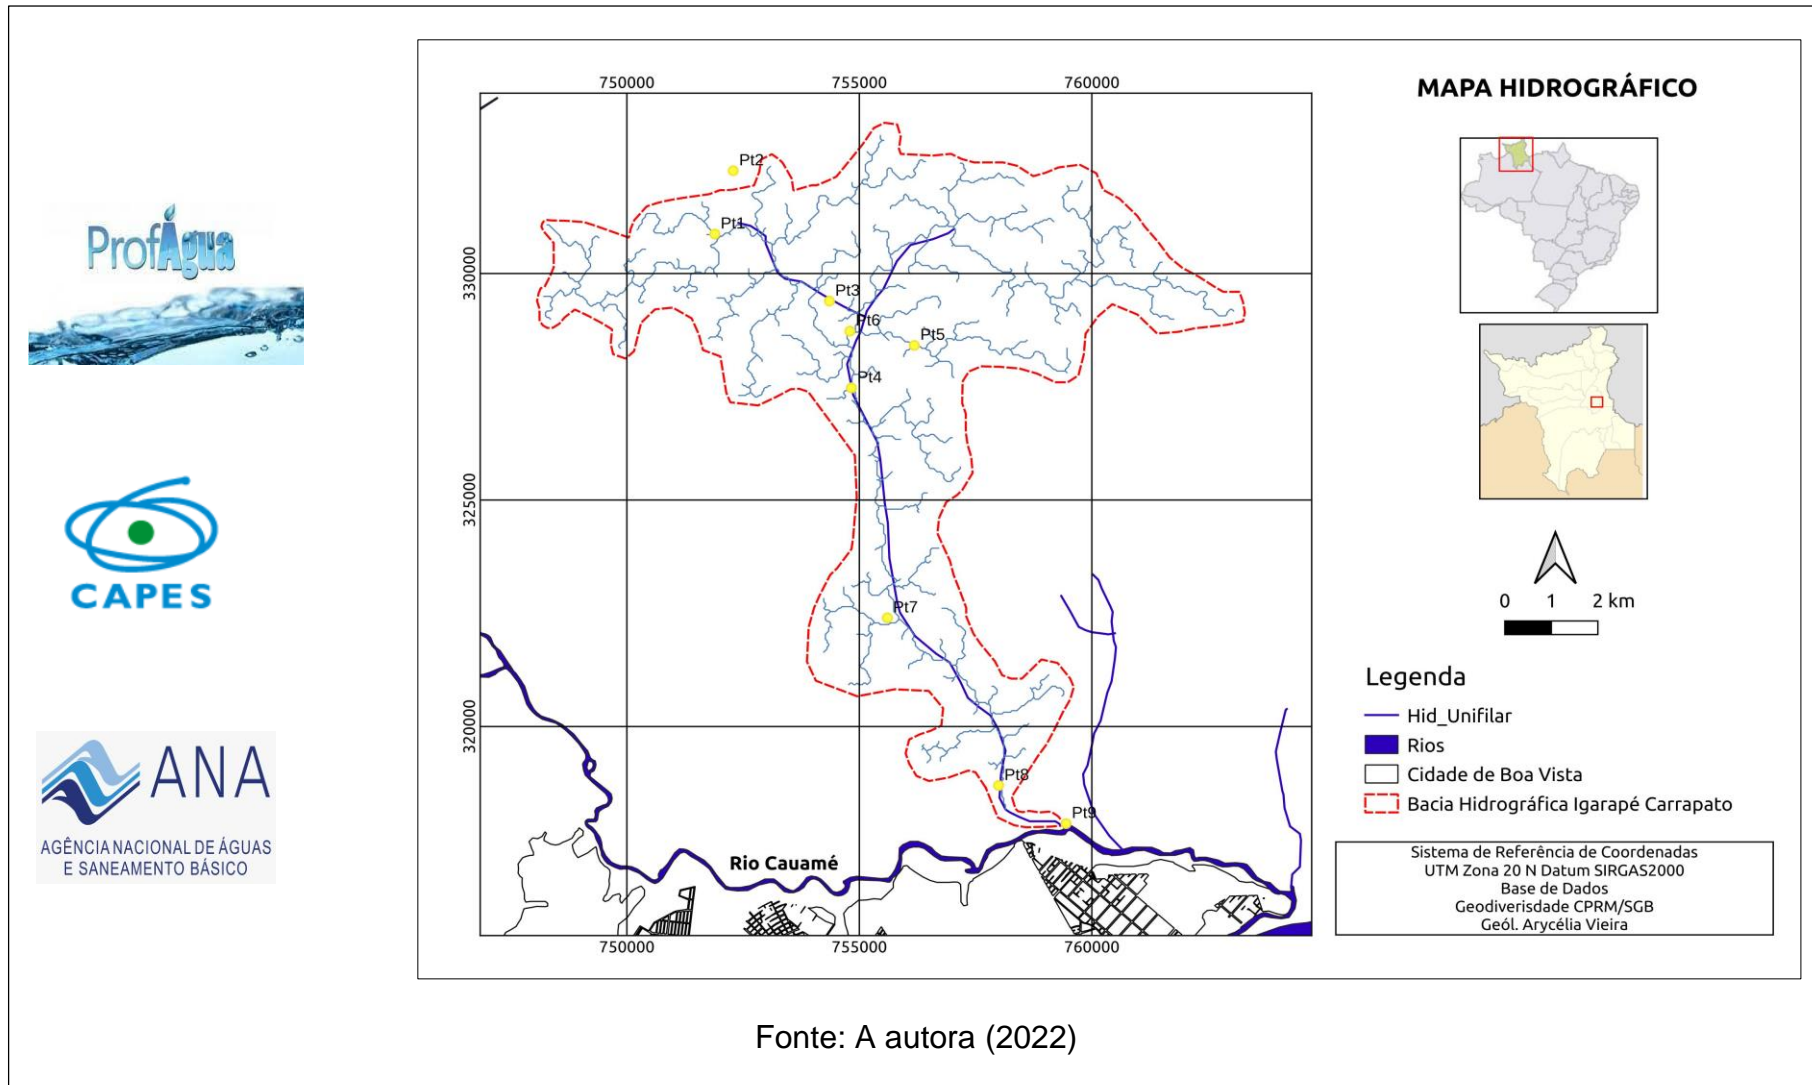 ProfÁgua
CAPES
ANA
AGÊNCIA NACIONAL DE ÁGUAS
E SANEAMENTO BÁSICO
750000
755000
760000
330000
325000
320000
Pt2
Pt1
Pt3
Pt6
Pt5
Pt4
Pt7
Pt8
Pt9
Rio Cauamé
750000
755000
760000
MAPA HIDROGRÁFICO
0 1 2 km
Legenda
Hid_Unifilar
Rios
Cidade de Boa Vista
Bacia Hidrográfica Igarapé Carrapato
Sistema de Referência de Coordenadas
UTM Zona 20 N Datum SIRGAS2000
Base de Dados
Geodiverisdade CPRM/SGB
Geól. Arycélia Vieira
Fonte: A autora (2022)